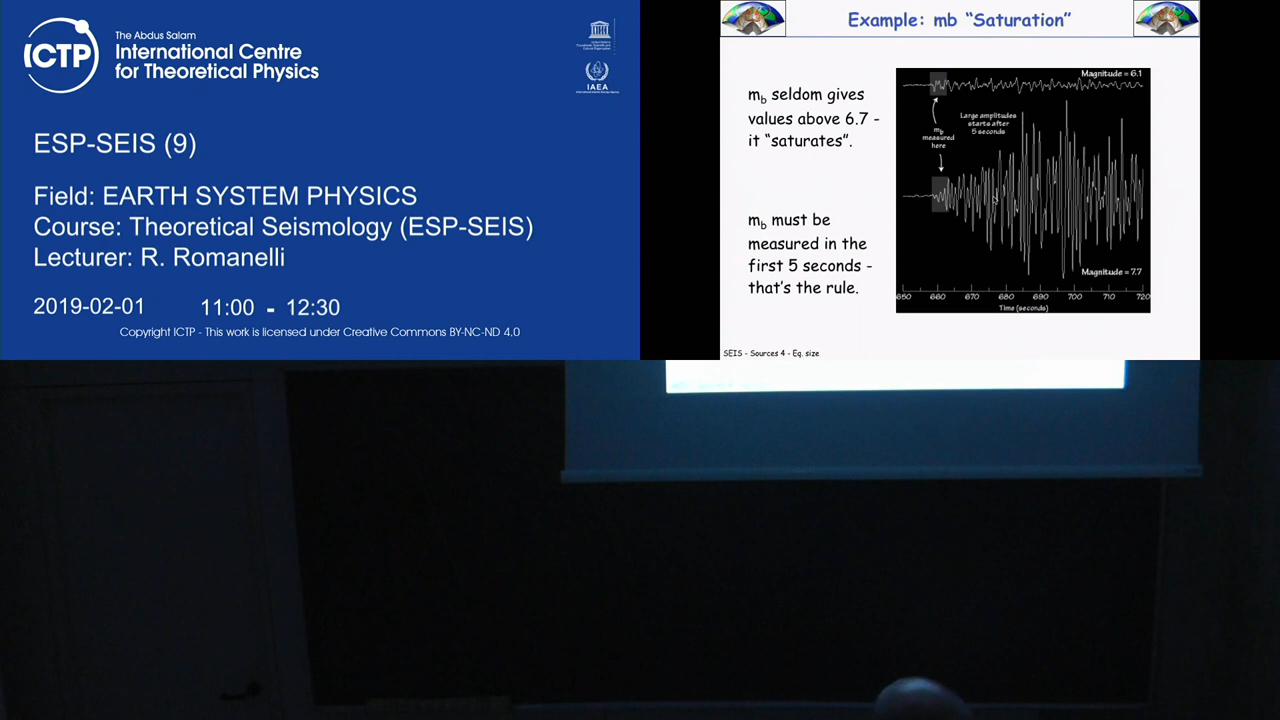 ICTP
The Abdus Salam
International Centre
for Theoretical Physics
IAEA
ESP-SEIS (9)
Field: EARTH SYSTEM PHYSICS
Course: Theoretical Seismology (ESP-SEIS)
Lecturer: R. Romanelli
2019-02-01 11:00 - 12:30
Copyright ICTP - This work is licensed under Creative Commons BY-NC-ND 4.0
Example: mb “Saturation”
mb seldom gives
values above 6.7 -
it “saturates”.
mb must be
measured in the
first 5 seconds -
that’s the rule.
Magnitude = 6.1
Large amplitudes
starts after
5 seconds
mb
measured
here
Magnitude = 7.7
650 660 670 680 690 700 710 720
Time (seconds)
SEIS - Sources 4 - Eq. size